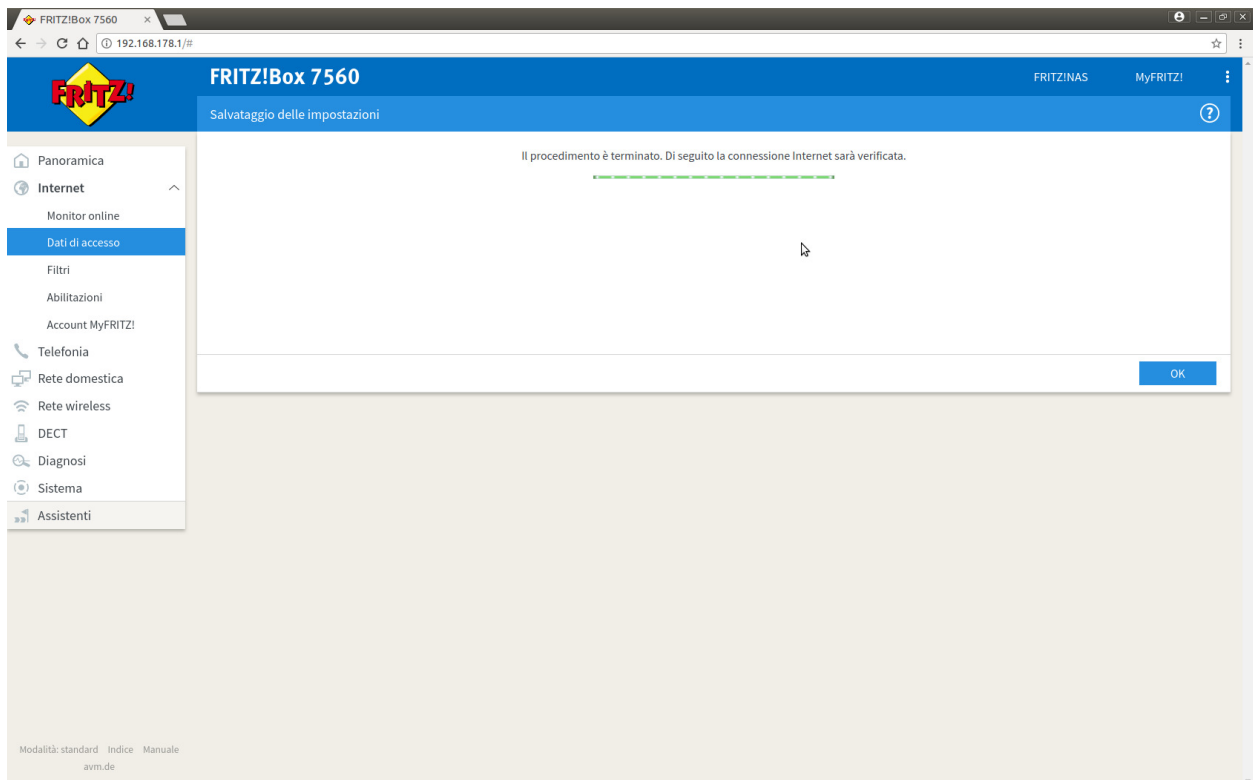 FRITZ!Box 7560
192.168.178.1/#
FRITZ!
FRITZ!Box 7560
FRITZ!NAS
MyFRITZ!
Salvataggio delle impostazioni
Panoramica
Internet
Monitor online
Dati di accesso
Filtri
Abilitazioni
Account MyFRITZ!
Telefonia
Rete domestica
Rete wireless
DECT
Diagnosi
Sistema
Assistenti
Il procedimento è terminato. Di seguito la connessione Internet sarà verificata.
OK
Modalità: standard Indice Manuale
avm.de